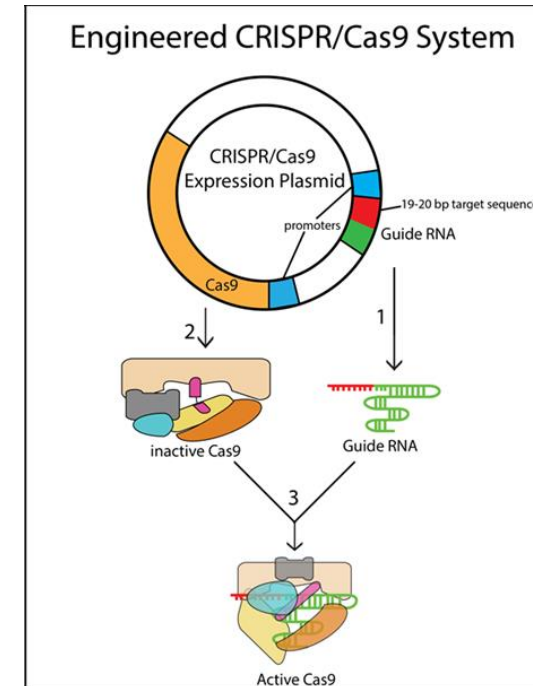 Engineered CRISPR/Cas9 System
CRISPR/Cas9
Expression Plasmid
19-20 bp target sequence
promoters
Guide RNA
Cas9
2
1
inactive Cas9
Guide RNA
3
Active Cas9